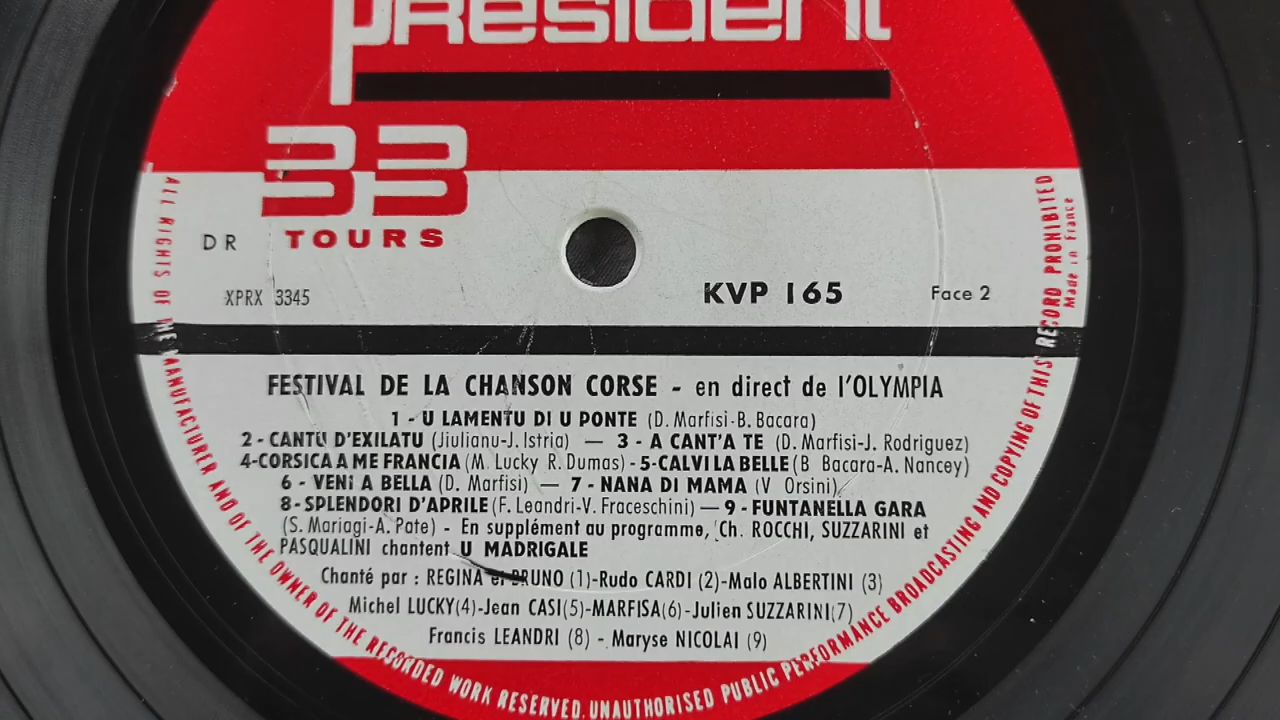 président
33
TOURS
DR
XPRX 3345
KVP 165
Face 2
FESTIVAL DE LA CHANSON CORSE - en direct de l'OLYMPIA
1 - U LAMENTU DI U PONTE (D. Marfisi-B. Bacara)
2 - CANTU D'EXILATU (Jiulianu-J. Istria) — 3 - A CANT'A TE (D. Marfisi-J. Rodriguez)
4-CORSICA A ME FRANCIA (M. Lucky R. Dumas) - 5-CALVI LA BELLE (B Bacara-A. Nancey)
6 - VENI A BELLA (D. Marfisi) — 7 - NANA DI MAMA (V Orsini)
8 - SPLENDORI D'APRILE (F. Leandri-V. Fraceschini) — 9 - FUNTANELLA GARA
(S. Mariagi-A. Pate) - En supplément au programme, Ch. ROCCHI, SUZZARINI et
PASQUALINI chantent U MADRIGALE
Chanté par : REGINA et BRUNO (1)-Rudo CARDI (2)-Malo ALBERTINI (3)
Michel LUCKY(4)-Jean CASI(5)-MARFISA(6)-Julien SUZZARINI(7)
Francis LEANDRI (8) - Maryse NICOLAI (9)
ALL RIGHTS OF THE MANUFACTURER AND OF THE OWNER OF THE RECORDED WORK RESERVED. UNAUTHORISED PUBLIC PERFORMANCE BROADCASTING AND COPYING OF THIS RECORD PROHIBITED
Made in France